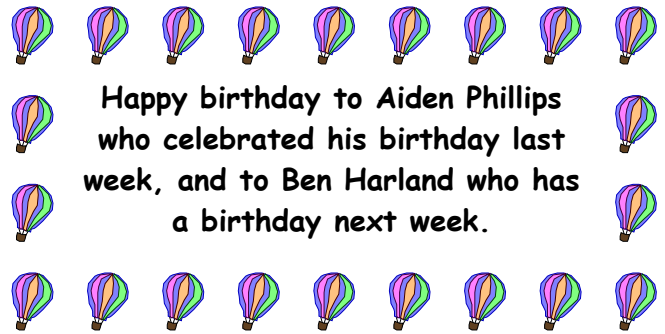 Happy birthday to Aiden Phillips
who celebrated his birthday last
week, and to Ben Harland who has
a birthday next week.